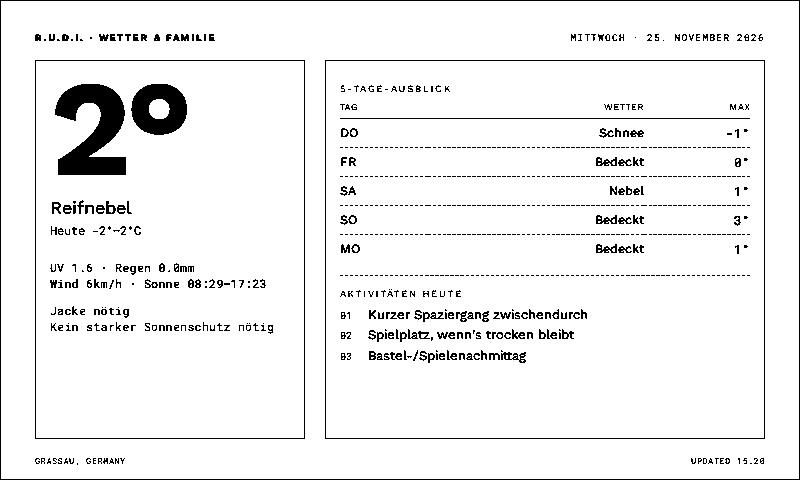 R.U.D.I. · WETTER & FAMILIE
MITTWOCH · 25. NOVEMBER 2026
2°
Reifnebel
Heute -2°–2°C
UV 1.6 · Regen 0.0mm
Wind 6km/h · Sonne 08:29–17:23
Jacke nötig
Kein starker Sonnenschutz nötig
5-TAGE-AUSBLICK
TAG WETTER MAX
DO Schnee -1°
FR Bedeckt 0°
SA Nebel 1°
SO Bedeckt 3°
MO Bedeckt 1°
AKTIVITÄTEN HEUTE
01 Kurzer Spaziergang zwischendurch
02 Spielplatz, wenn's trocken bleibt
03 Bastel-/Spielenachmittag
GRASSAU, GERMANY
UPDATED 15.20